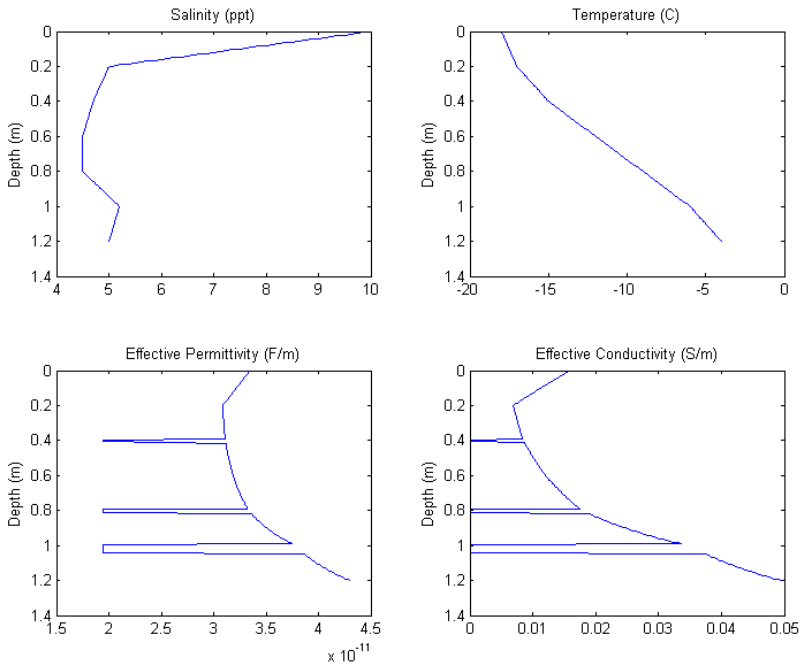 Salinity (ppt)
Depth (m)
0
0.2
0.4
0.6
0.8
1
1.2
1.4
4 5 6 7 8 9 10
Temperature (C)
Depth (m)
0
0.2
0.4
0.6
0.8
1
1.2
1.4
-20 -15 -10 -5 0
Effective Permittivity (F/m)
Depth (m)
0
0.2
0.4
0.6
0.8
1
1.2
1.4
1.5 2 2.5 3 3.5 4 4.5
x 10^-11
Effective Conductivity (S/m)
Depth (m)
0
0.2
0.4
0.6
0.8
1
1.2
1.4
0 0.01 0.02 0.03 0.04 0.05